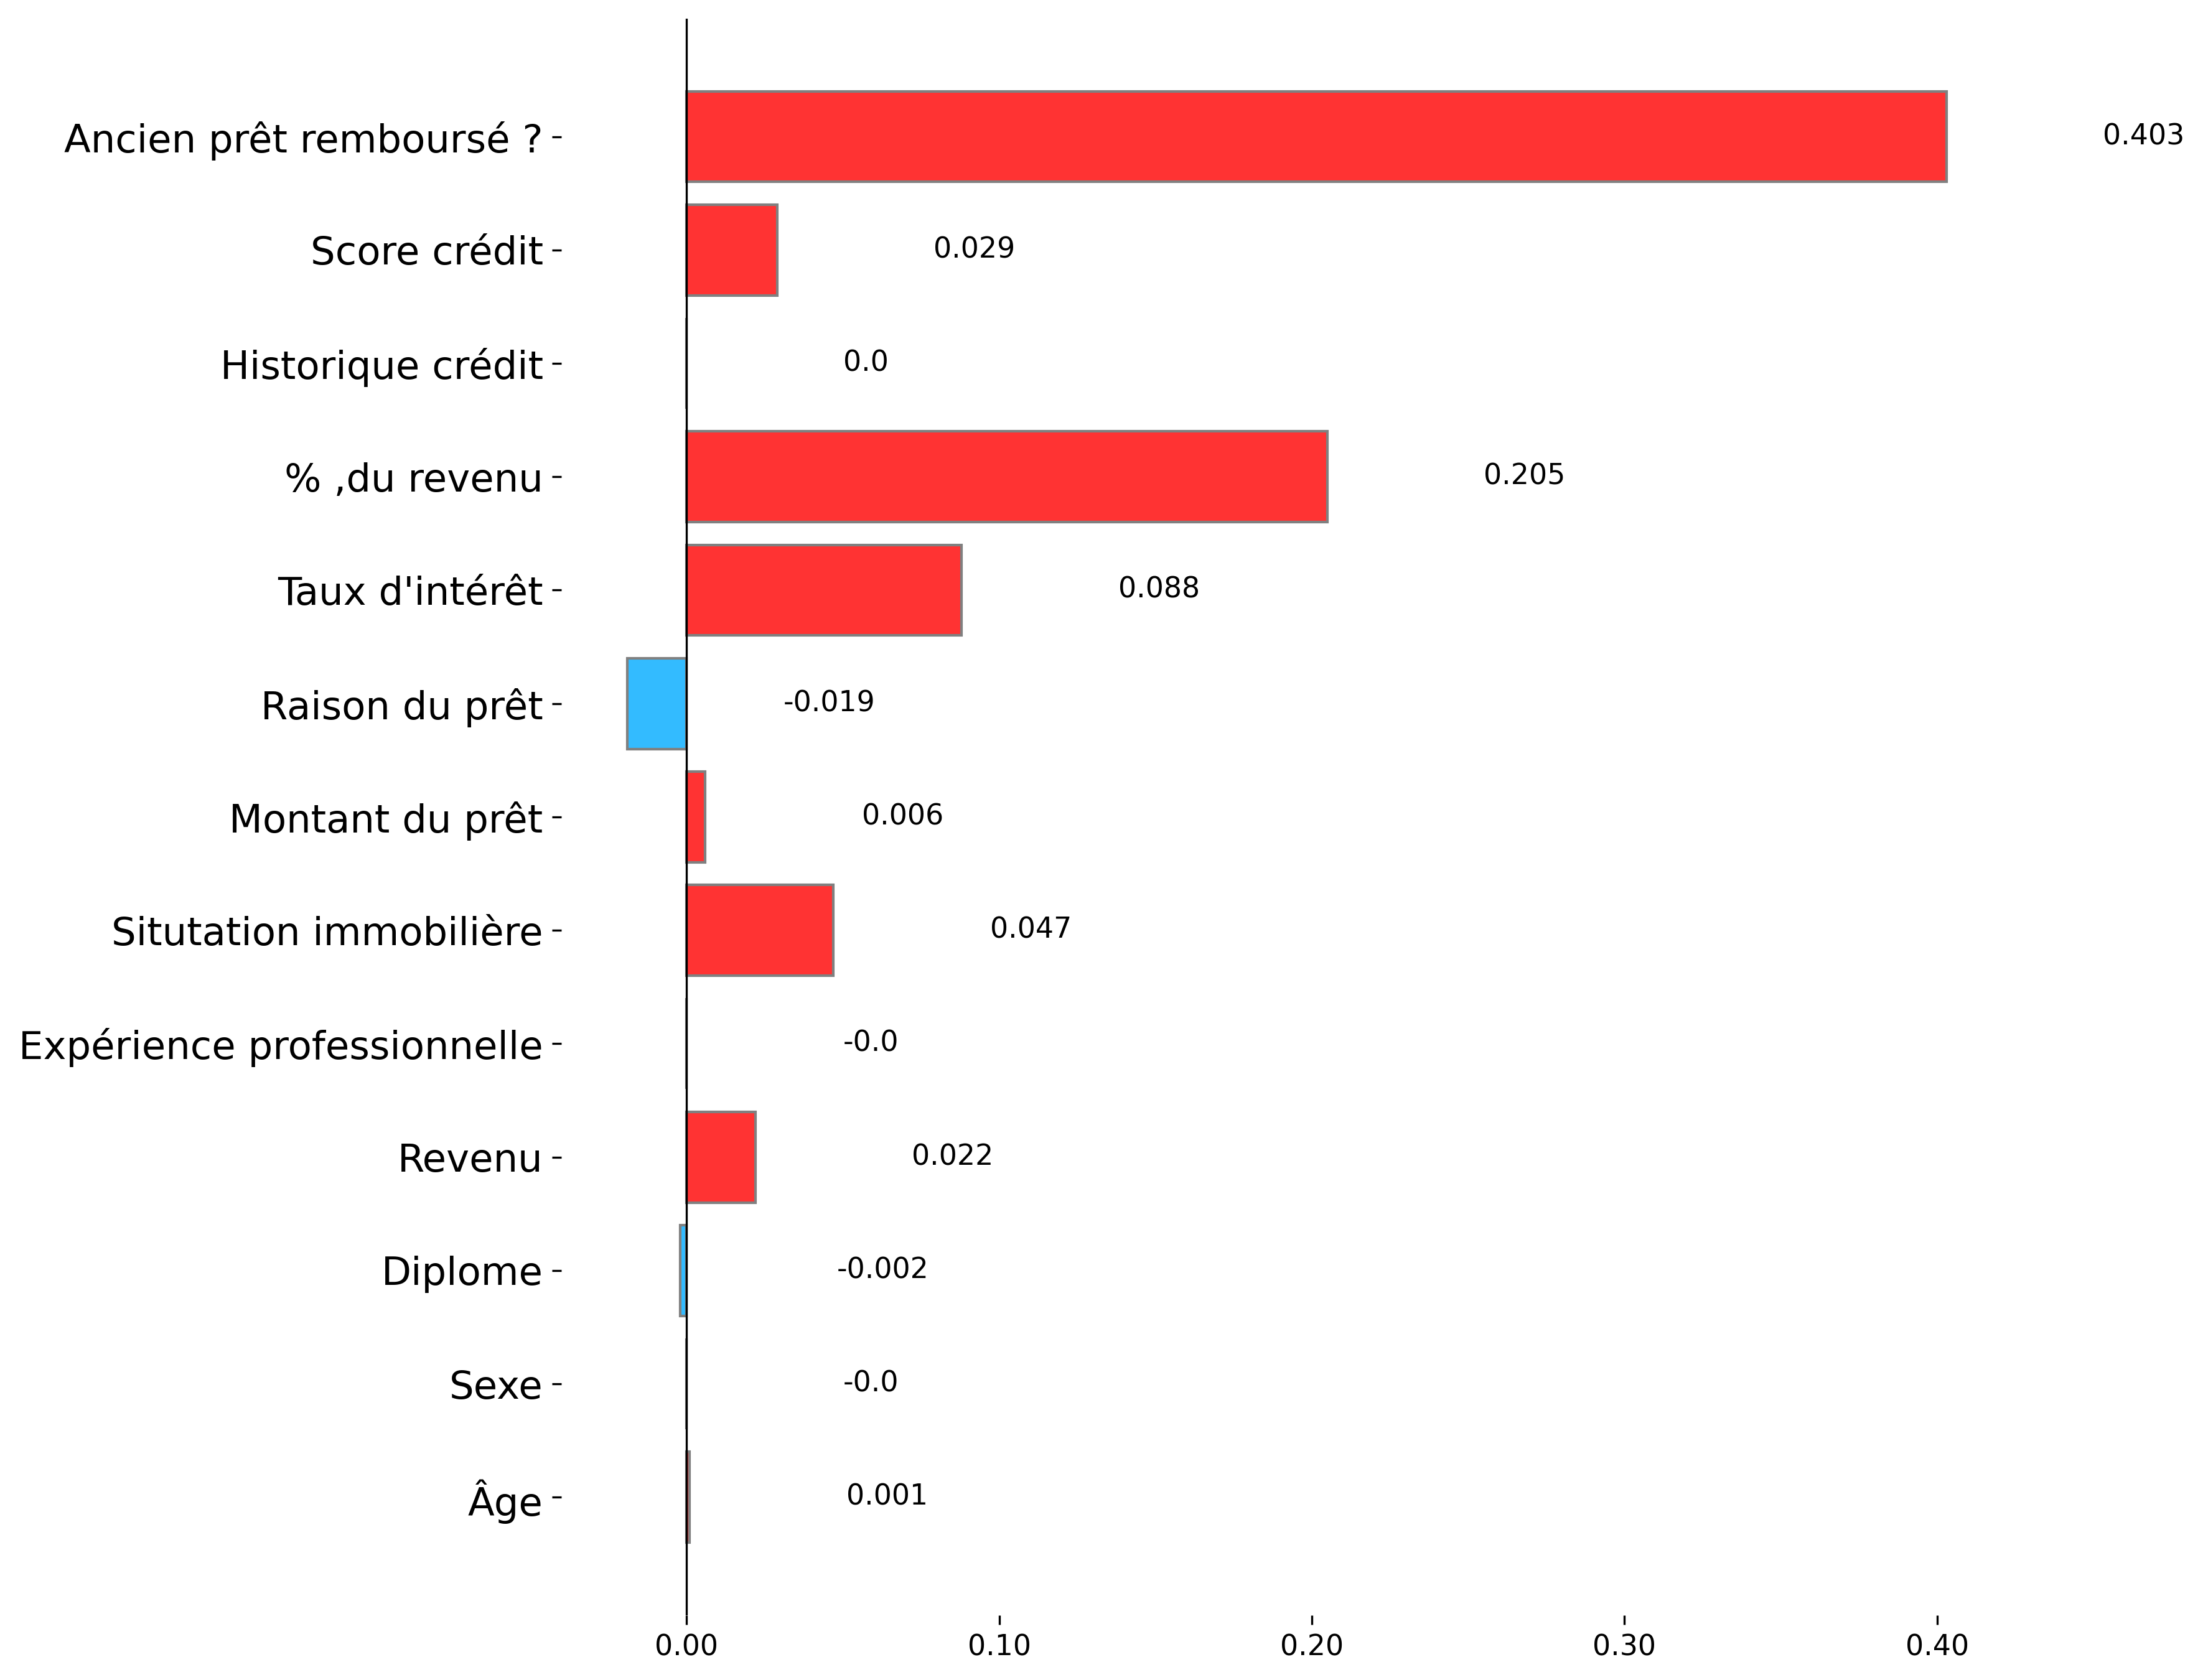 Ancien prêt remboursé ? 0.403
Score crédit 0.029
Historique crédit 0.0
% ,du revenu 0.205
Taux d'intérêt 0.088
Raison du prêt -0.019
Montant du prêt 0.006
Situtation immobilière 0.047
Expérience professionnelle -0.0
Revenu 0.022
Diplome -0.002
Sexe -0.0
Âge 0.001
0.00 0.10 0.20 0.30 0.40